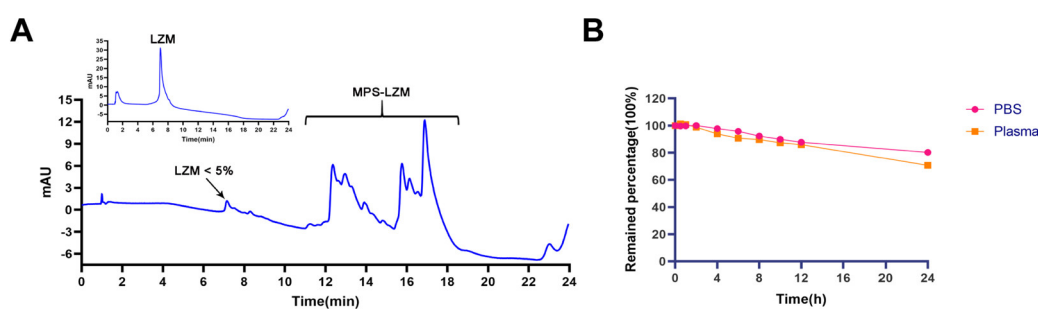 A
LZM
mAU
35
30
25
20
15
10
5
0
-5
0 2 4 6 8 10 12 14 16 18 20 22 24
Time(min)
MPS-LZM
LZM < 5%
mAU
15
12
9
6
3
0
-3
-6
0 2 4 6 8 10 12 14 16 18 20 22 24
Time(min)
B
Remained percentage(100%)
120
100
80
60
40
20
0
0 4 8 12 16 20 24
Time(h)
PBS
Plasma